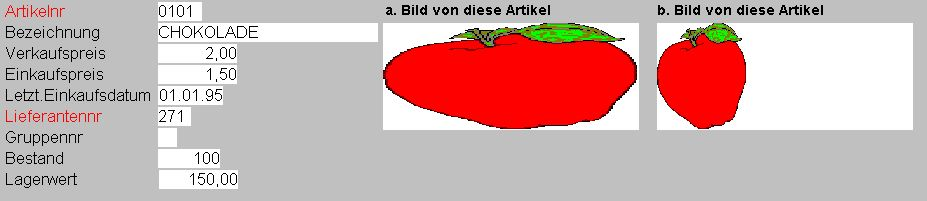 Artikelnr 0101
Bezeichnung CHOKOLADE
Verkaufspreis 2,00
Einkaufspreis 1,50
Letzt.Einkaufsdatum 01.01.95
Lieferantennr 271
Gruppennr
Bestand 100
Lagerwert 150,00
a. Bild von diese Artikel
b. Bild von diese Artikel